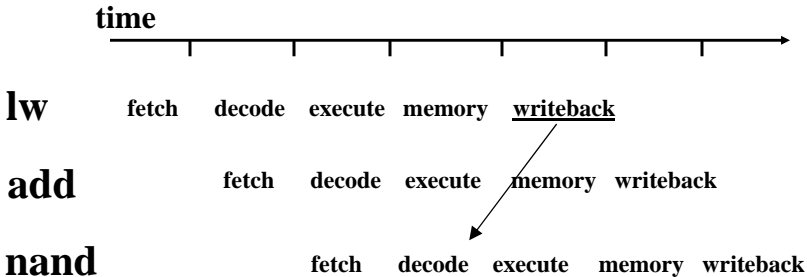 time
lw fetch decode execute memory writeback
add fetch decode execute memory writeback
nand fetch decode execute memory writeback